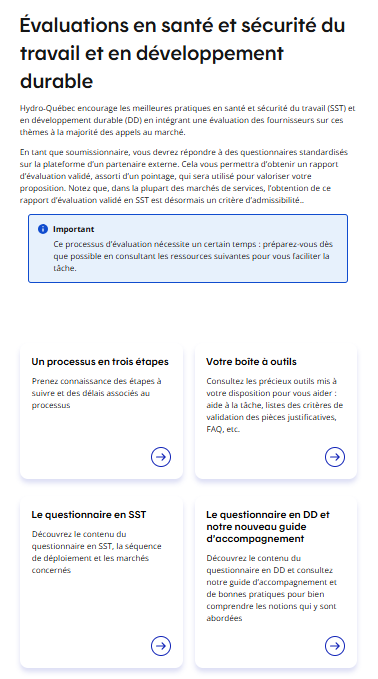 Évaluations en santé et sécurité du
travail et en développement
durable
Hydro-Québec encourage les meilleures pratiques en santé et sécurité du travail (SST) et
en développement durable (DD) en intégrant une évaluation des fournisseurs sur ces
thèmes à la majorité des appels au marché.
En tant que soumissionnaire, vous devrez répondre à des questionnaires standardisés
sur la plateforme d'un partenaire externe. Cela vous permettra d'obtenir un rapport
d'évaluation validé, assorti d'un pointage, qui sera utilisé pour valoriser votre
proposition. Notez que, dans la plupart des marchés de services, l'obtention de ce
rapport d'évaluation validé en SST est désormais un critère d'admissibilité..
Important
Ce processus d'évaluation nécessite un certain temps : préparez-vous dès
que possible en consultant les ressources suivantes pour vous faciliter la
tâche.
Un processus en trois étapes
Prenez connaissance des étapes à
suivre et des délais associés au
processus
Votre boîte à outils
Consultez les précieux outils mis à
votre disposition pour vous aider :
aide à la tâche, listes des critères de
validation des pièces justificatives,
FAQ, etc.
Le questionnaire en SST
Découvrez le contenu du
questionnaire en SST, la séquence
de déploiement et les marchés
concernés
Le questionnaire en DD et
notre nouveau guide
d'accompagnement
Découvrez le contenu du
questionnaire en DD et consultez
notre guide d'accompagnement et
de bonnes pratiques pour bien
comprendre les notions qui y sont
abordées